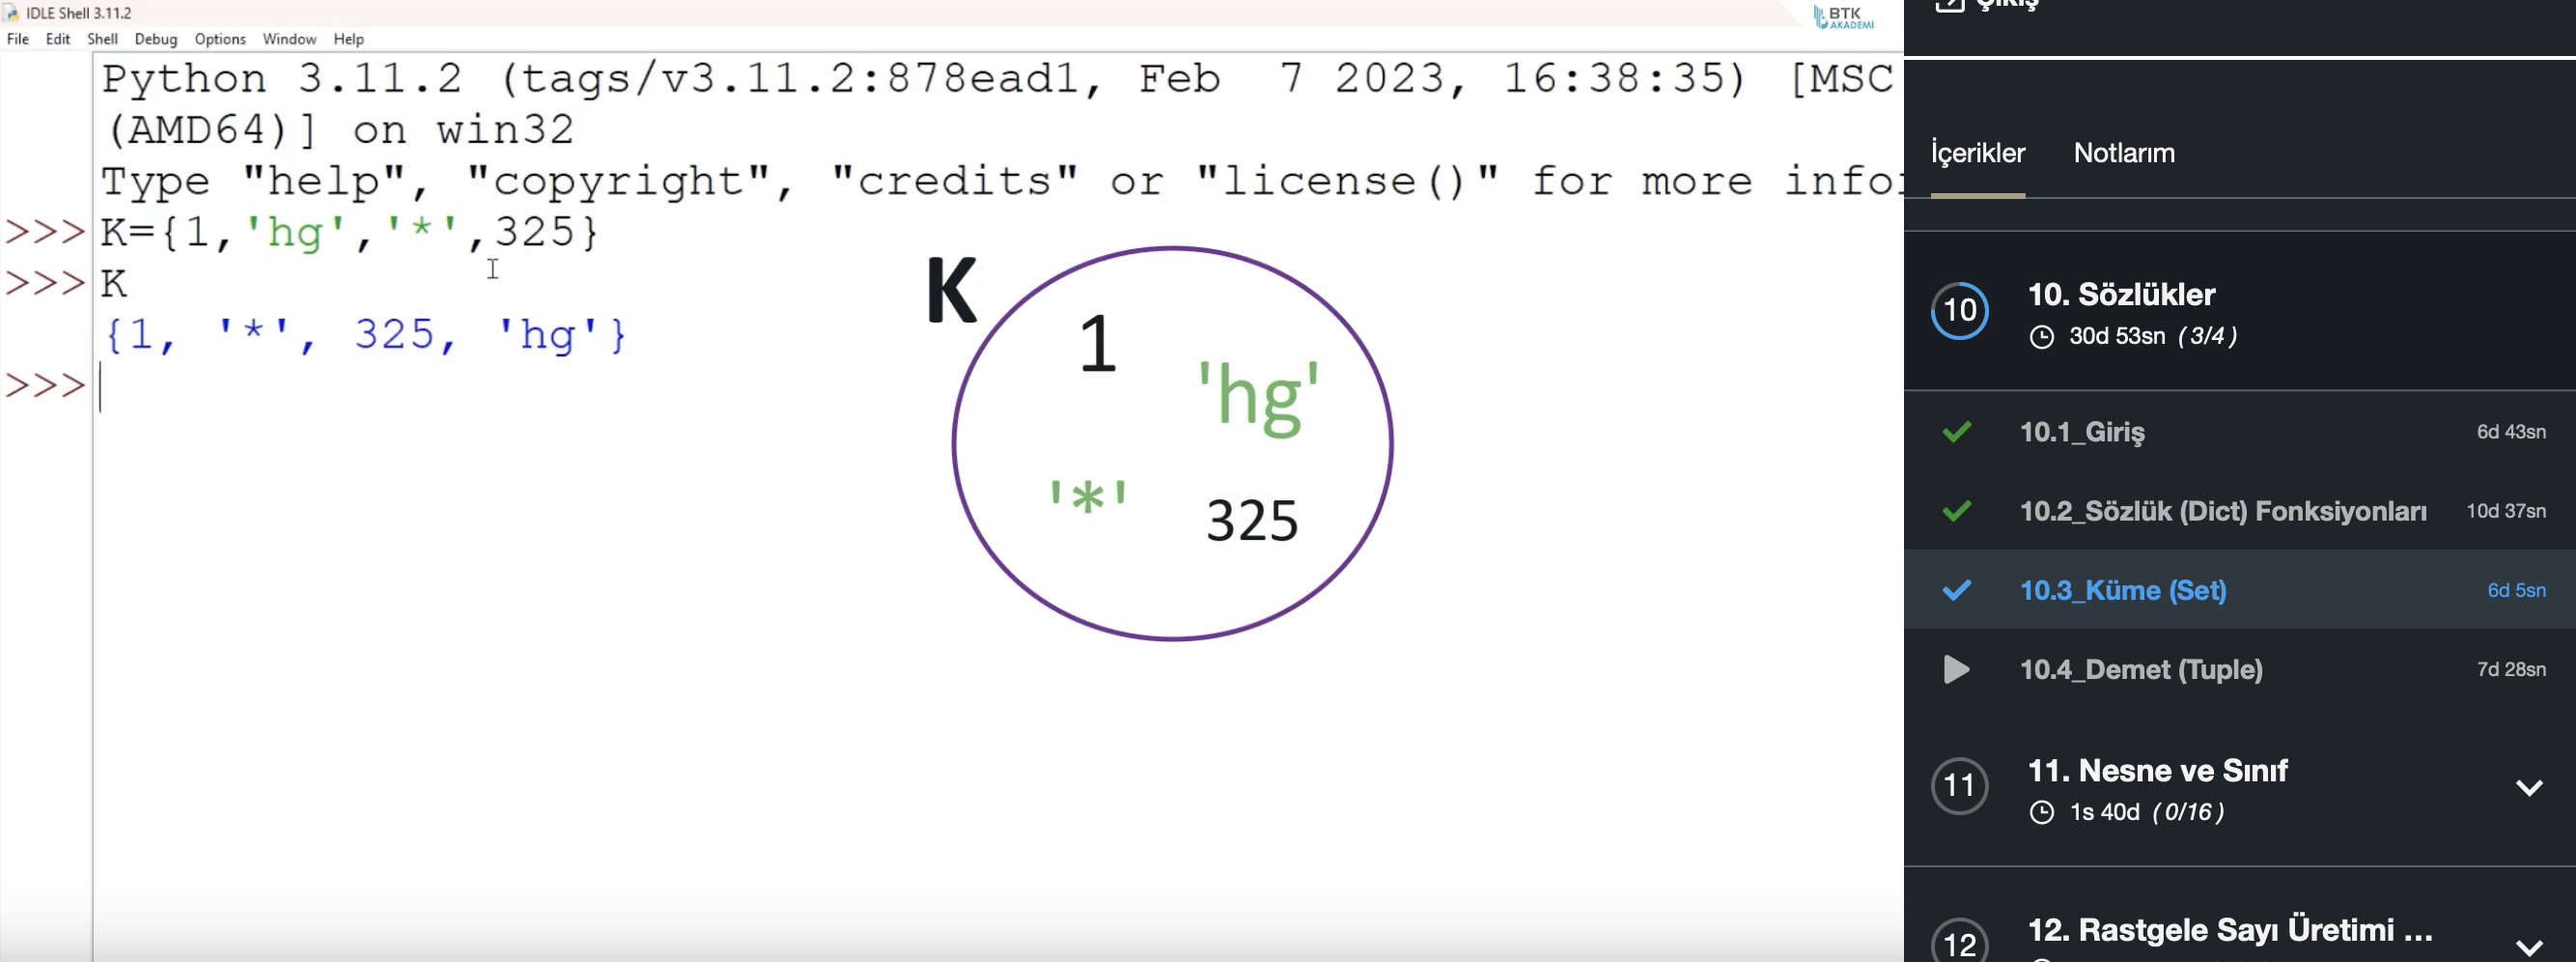 IDLE Shell 3.11.2
File Edit Shell Debug Options Window Help
BTK
AKADEMİ
Python 3.11.2 (tags/v3.11.2:878ead1, Feb  7 2023, 16:38:35) [MSC
(AMD64)] on win32
Type "help", "copyright", "credits" or "license()" for more info
>>> K={1,'hg','*',325}
>>> K
{1, '*', 325, 'hg'}
>>>
K
1
'hg'
'*'
325
Çıkış
İçerikler Notlarım
10 10. Sözlükler
30d 53sn (3/4)
10.1_Giriş 6d 43sn
10.2_Sözlük (Dict) Fonksiyonları 10d 37sn
10.3_Küme (Set) 6d 5sn
10.4_Demet (Tuple) 7d 28sn
11 11. Nesne ve Sınıf
1s 40d (0/16)
12 12. Rastgele Sayı Üretimi ...